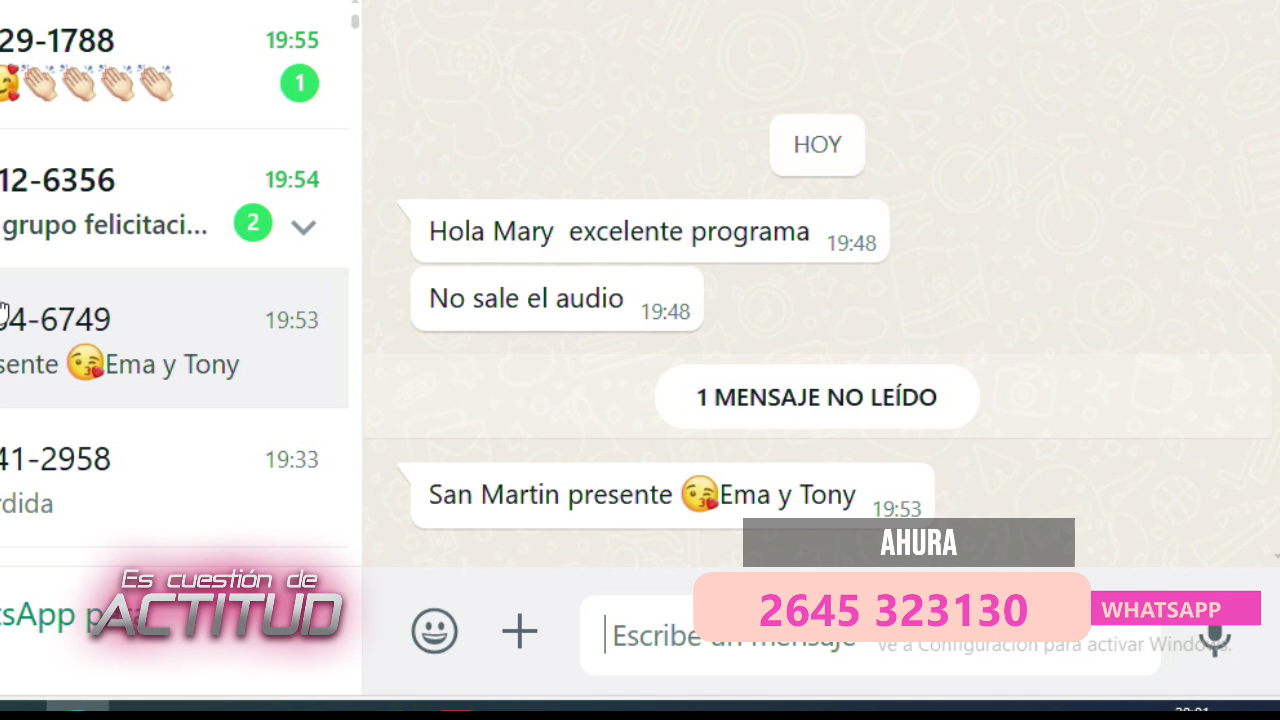 29-1788
19:55
1
12-6356
19:54
grupo felicitaci...
2
4-6749
19:53
sente 😘Ema y Tony
41-2958
19:33
rdida
tsApp
Es cuestión de
ACTITUD
HOY
Hola Mary excelente programa 19:48
No sale el audio 19:48
1 MENSAJE NO LEÍDO
San Martin presente 😘Ema y Tony 19:53
AHURA
2645 323130
WHATSAPP
Escribe un mensaje
Ve a Configuración para activar Windows.